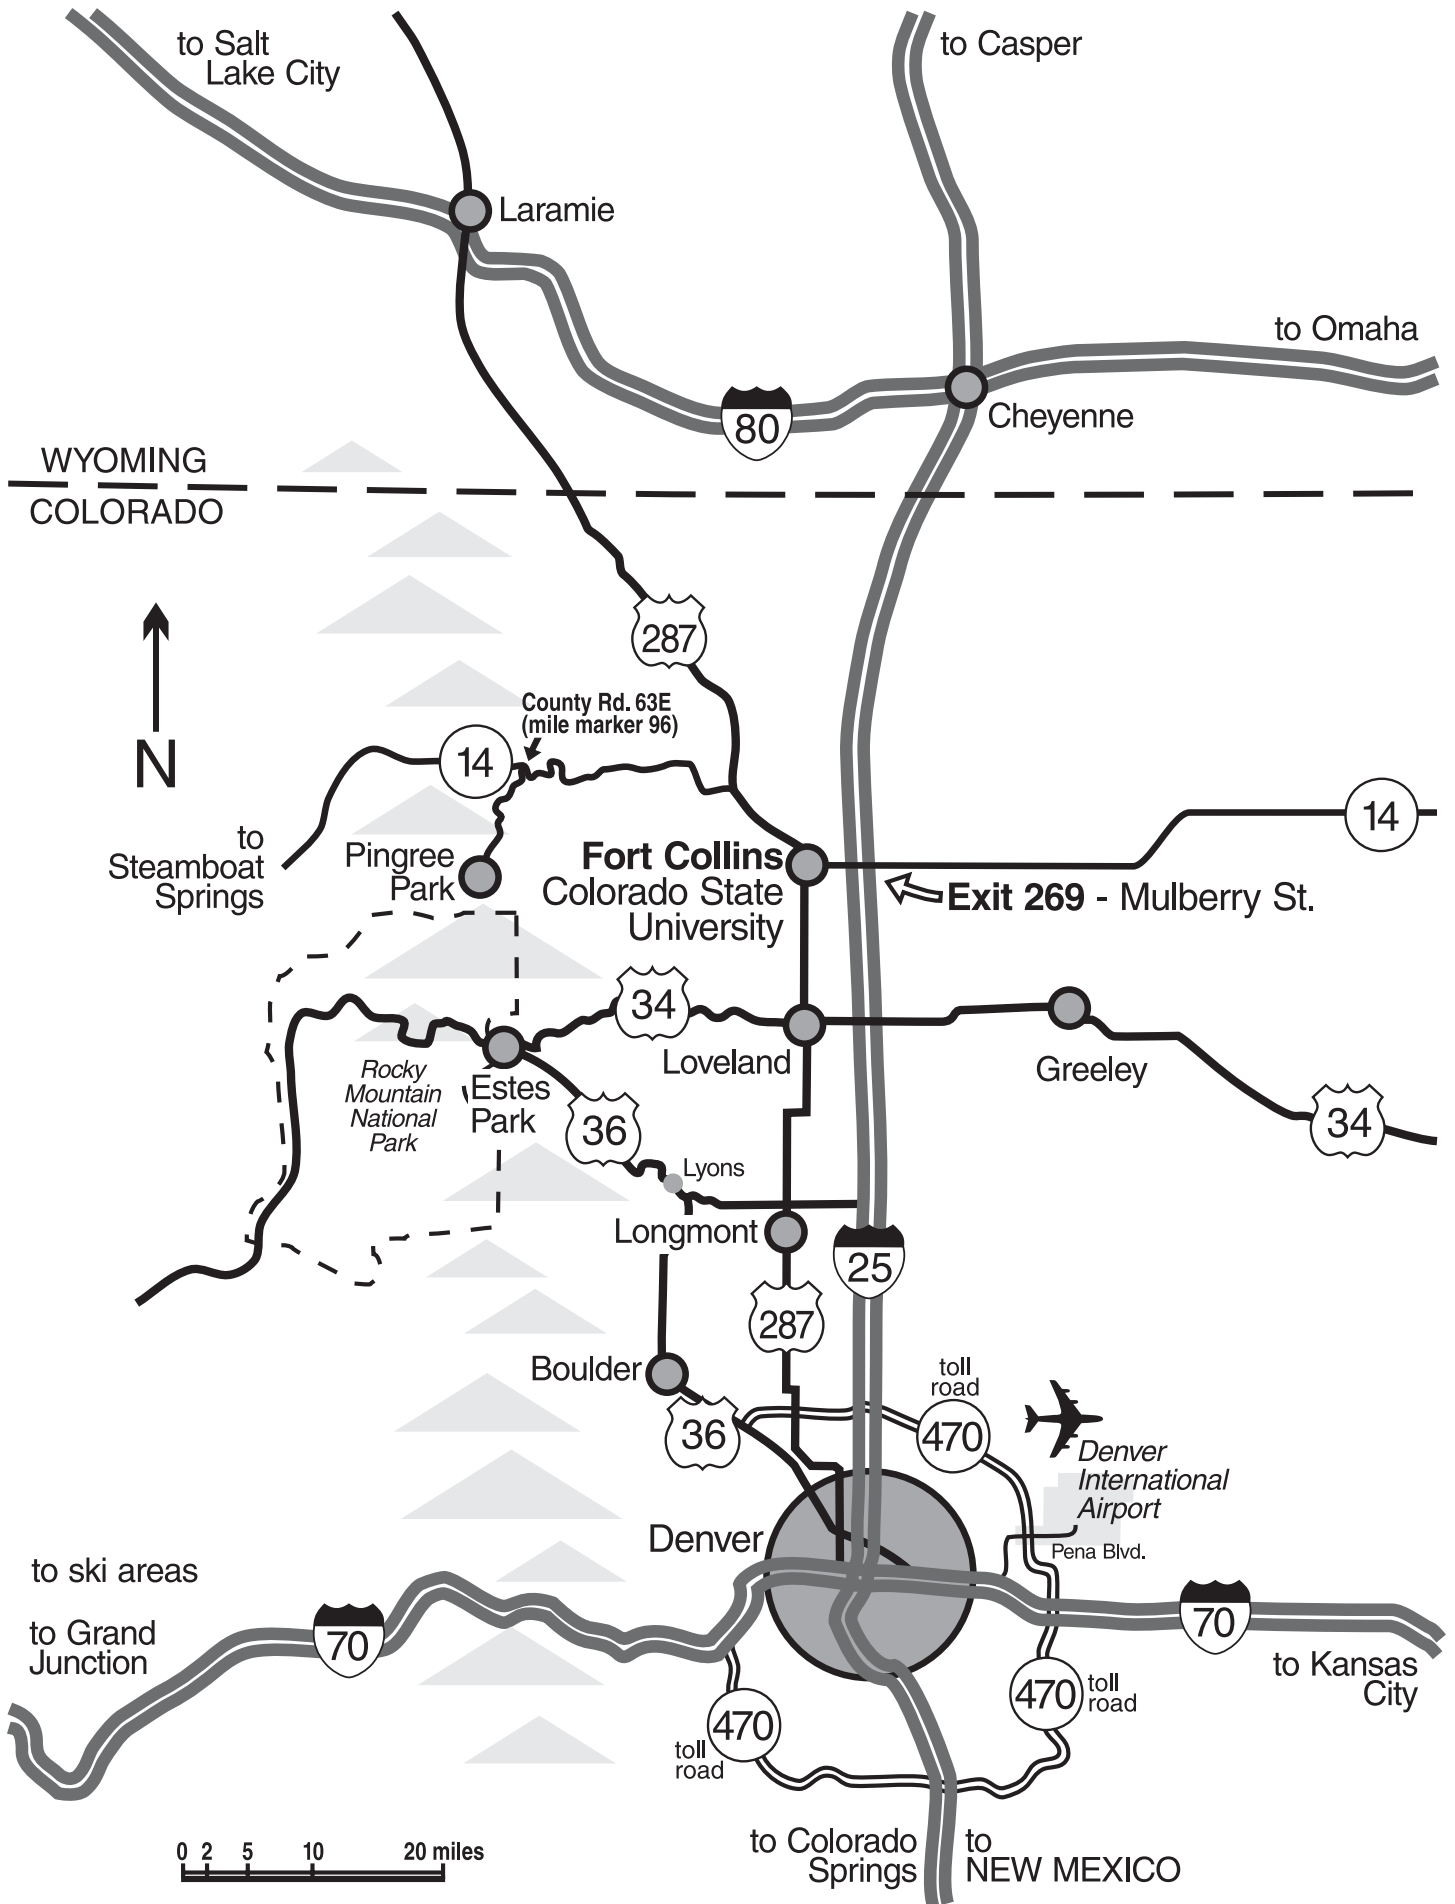 to Salt
Lake City
to Casper
Laramie
to Omaha
80
Cheyenne
WYOMING
COLORADO
287
County Rd. 63E
(mile marker 96)
14
N
14
to
Steamboat
Springs
Pingree
Park
Fort Collins
Colorado State
University
Exit 269 - Mulberry St.
34
Loveland
Greeley
Rocky
Mountain
National
Park
Estes
Park
36
34
Lyons
Longmont
25
287
Boulder
toll
road
470
36
Denver
International
Airport
Denver
Pena Blvd.
to ski areas
to Grand
Junction
70
70
to Kansas
City
470
toll
road
470
toll
road
to Colorado
Springs
to
NEW MEXICO
0 2 5 10 20 miles